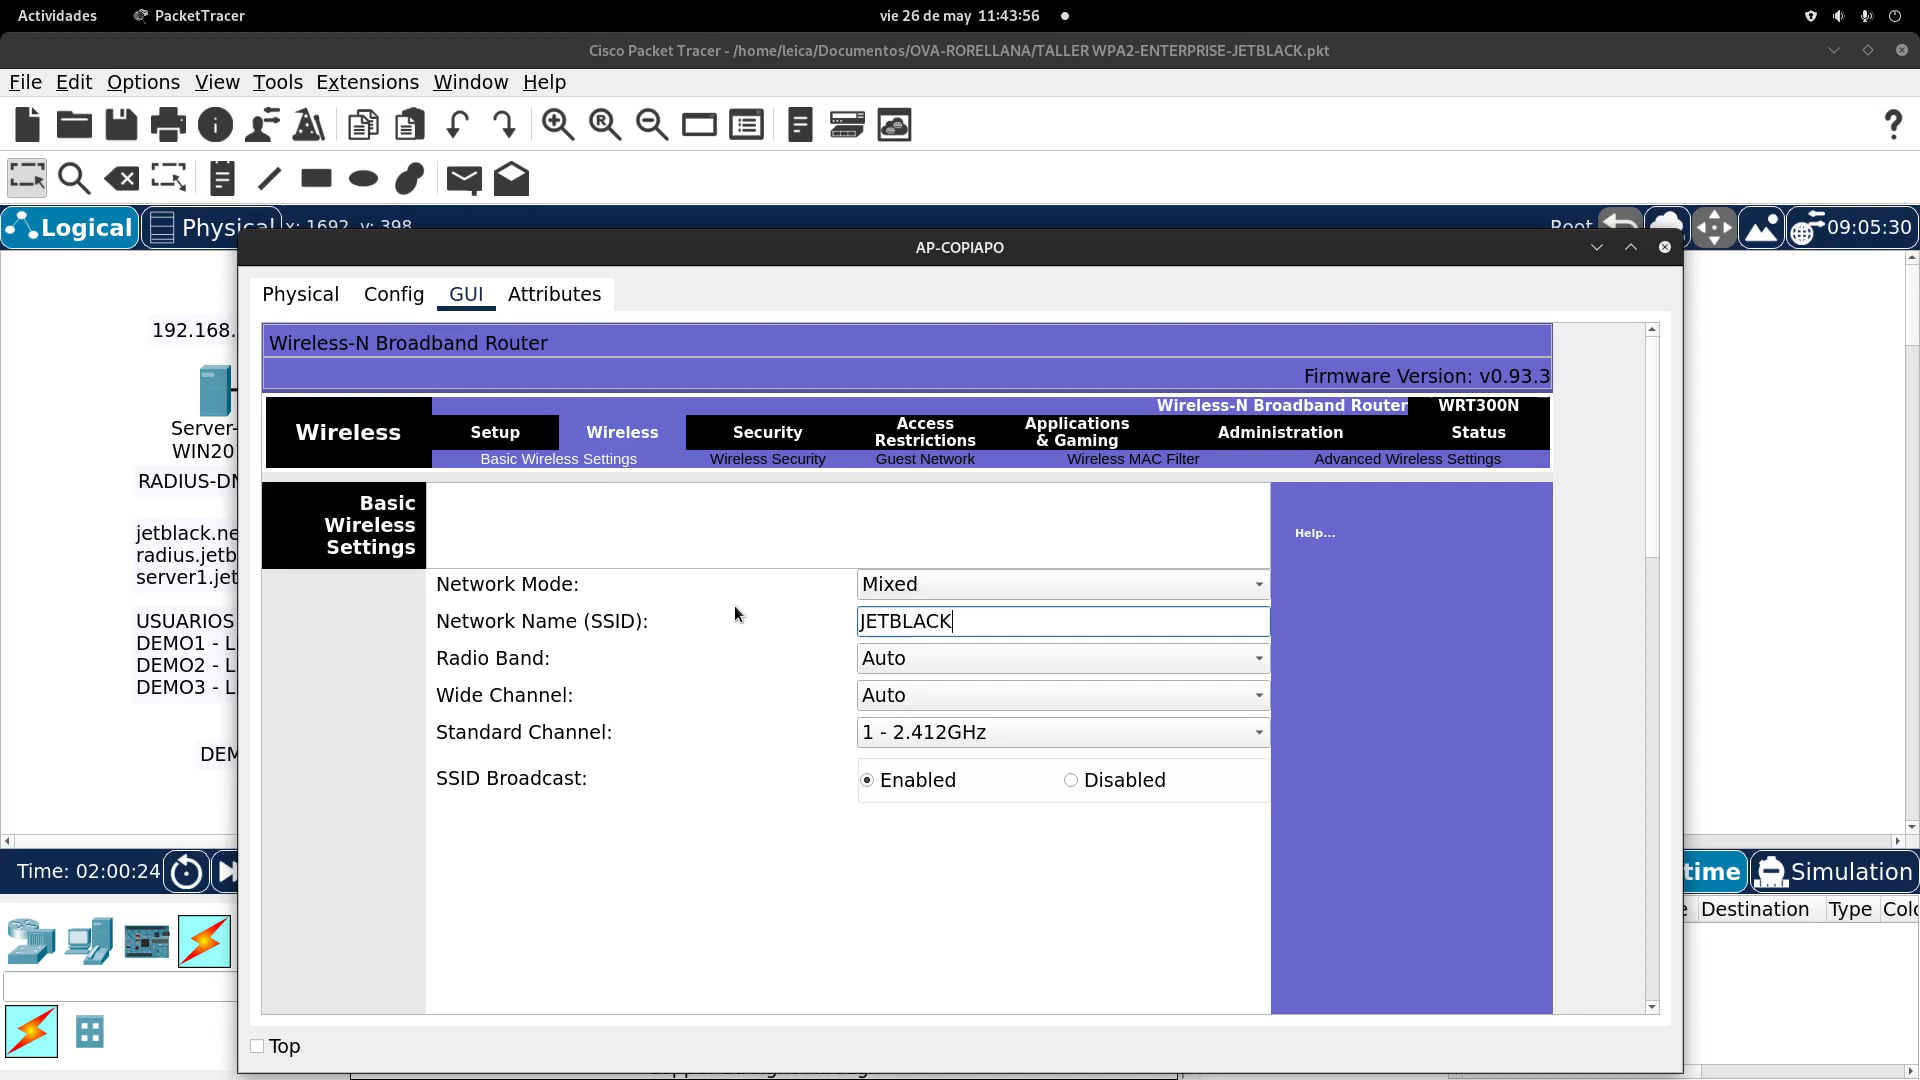 Actividades PacketTracer vie 26 de may 11:43:56
Cisco Packet Tracer - /home/leica/Documentos/OVA-RORELLANA/TALLER WPA2-ENTERPRISE-JETBLACK.pkt
File Edit Options View Tools Extensions Window Help
Logical Physical x: 1692, y: 398 Root 09:05:30
AP-COPIAPO
Physical Config GUI Attributes
192.168.
Server-
WIN20
RADIUS-DN
jetblack.ne
radius.jetb
server1.jet
USUARIOS
DEMO1 - L
DEMO2 - L
DEMO3 - L
DEM
Wireless-N Broadband Router
Firmware Version: v0.93.3
Wireless-N Broadband Router WRT300N
Wireless Setup Wireless Security Access Restrictions Applications & Gaming Administration Status
Basic Wireless Settings Wireless Security Guest Network Wireless MAC Filter Advanced Wireless Settings
Basic
Wireless
Settings
Help...
Network Mode: Mixed
Network Name (SSID): JETBLACK
Radio Band: Auto
Wide Channel: Auto
Standard Channel: 1 - 2.412GHz
SSID Broadcast: Enabled Disabled
Time: 02:00:24 time Simulation
e Destination Type Colo
Top